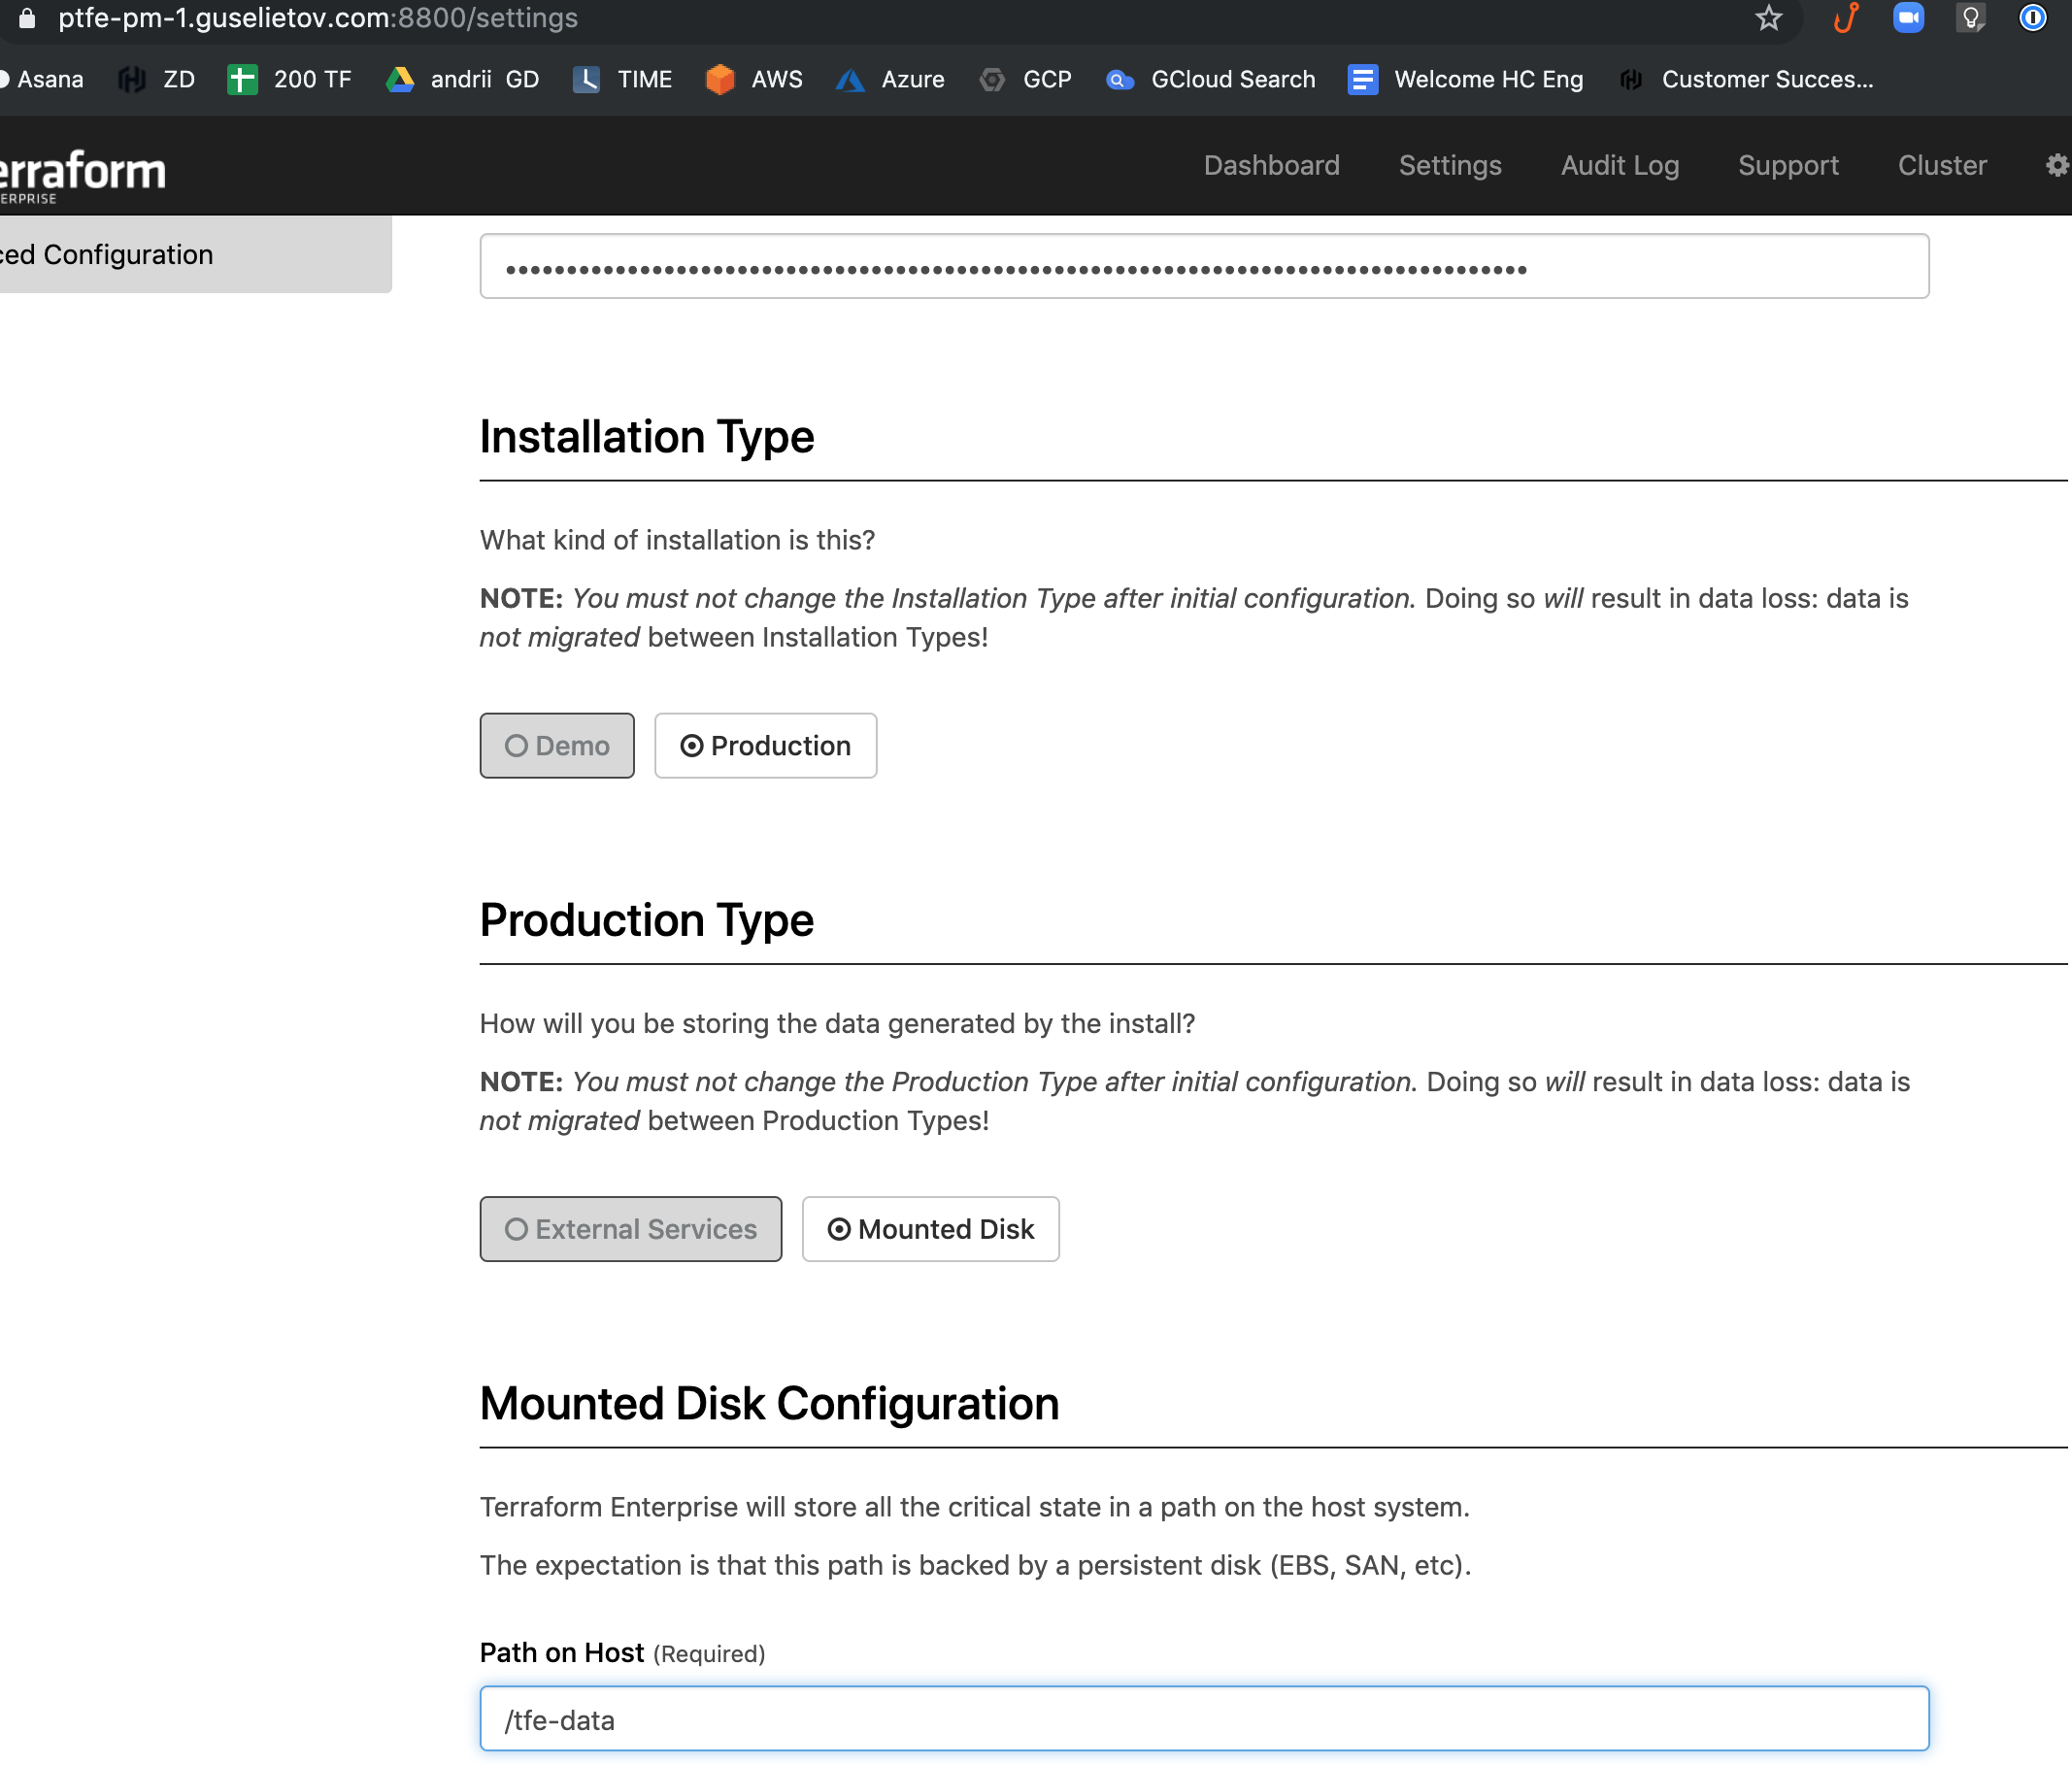 ptfe-pm-1.guselietov.com:8800/settings
Asana ZD 200 TF andrii GD TIME AWS Azure GCP GCloud Search Welcome HC Eng Customer Succes...
erraform
ERPRISE
Dashboard Settings Audit Log Support Cluster
ced Configuration
Installation Type
What kind of installation is this?
NOTE: You must not change the Installation Type after initial configuration. Doing so will result in data loss: data is
not migrated between Installation Types!
Demo Production
Production Type
How will you be storing the data generated by the install?
NOTE: You must not change the Production Type after initial configuration. Doing so will result in data loss: data is
not migrated between Production Types!
External Services Mounted Disk
Mounted Disk Configuration
Terraform Enterprise will store all the critical state in a path on the host system.
The expectation is that this path is backed by a persistent disk (EBS, SAN, etc).
Path on Host (Required)
/tfe-data